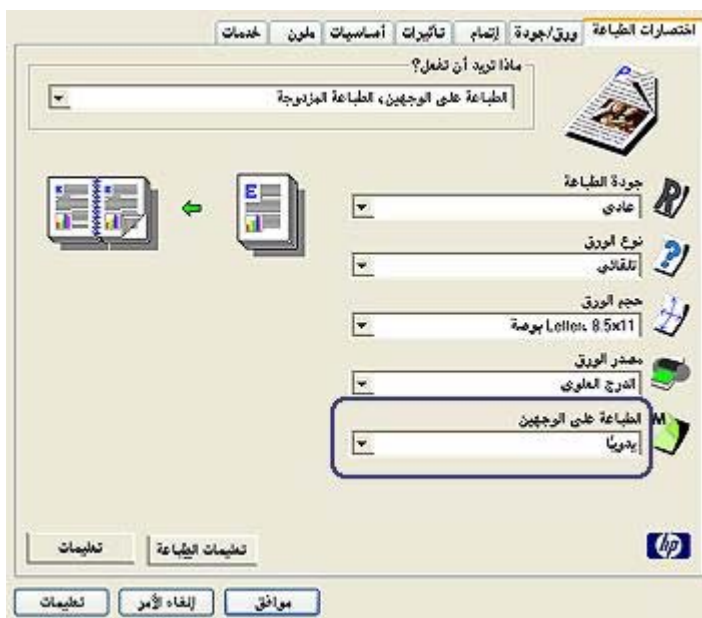 اختصارات الطباعة ورق/جودة إتمام تأثيرات أساسيات ملون خدمات
ماذا تريد أن تفعل؟
الطباعة على الوجهين، الطباعة المزدوجة
جودة الطباعة
عادي
نوع الورق
تلقائي
حجم الورق
Letter، 8.5x11 بوصة
مصدر الورق
الدرج العلوي
الطباعة على الوجهين
يدويًا
تعليمات الطباعة تعليمات
hp
موافق إلغاء الأمر تعليمات